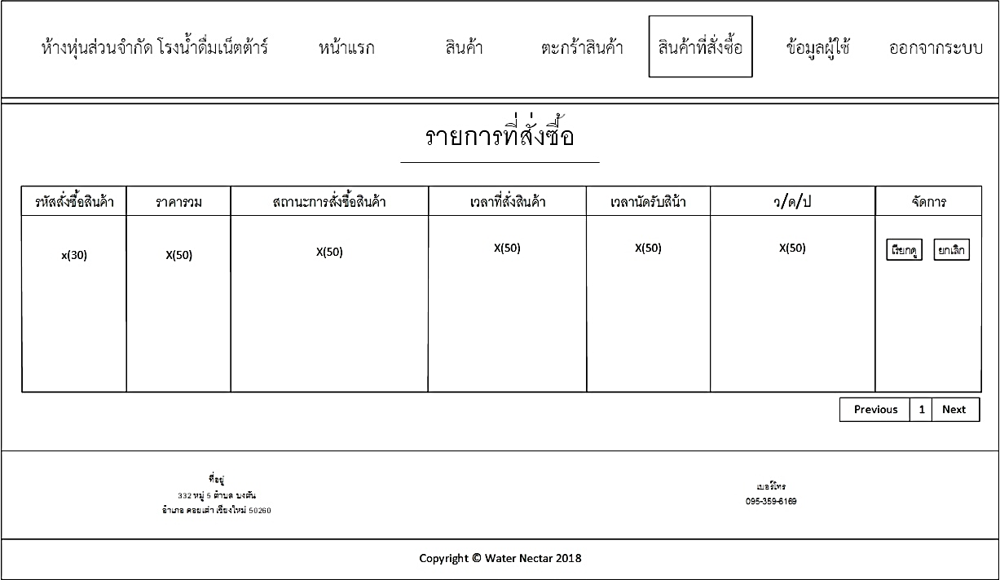 ห้างหุ่นส่วนจำกัด โรงน้ำดื่มเน็ตต้าร์ หน้าแรก สินค้า ตะกร้าสินค้า สินค้าที่สั่งซื้อ ข้อมูลผู้ใช้ ออกจากระบบ
รายการที่สั่งซื้อ
รหัสสั่งซื้อสินค้า ราคารวม สถานะการสั่งซื้อสินค้า เวลาที่สั่งสินค้า เวลานัดรับสิน้า ว/ด/ป จัดการ
x(30) X(50) X(50) X(50) X(50) X(50) เรียกดู ยกเลิก
Previous 1 Next
ที่อยู่
332 หมู่ 5 ตำบล บงตัน
อำเภอ ดอยเต่า เชียงใหม่ 50260
เบอร์โทร
095-359-6169
Copyright © Water Nectar 2018